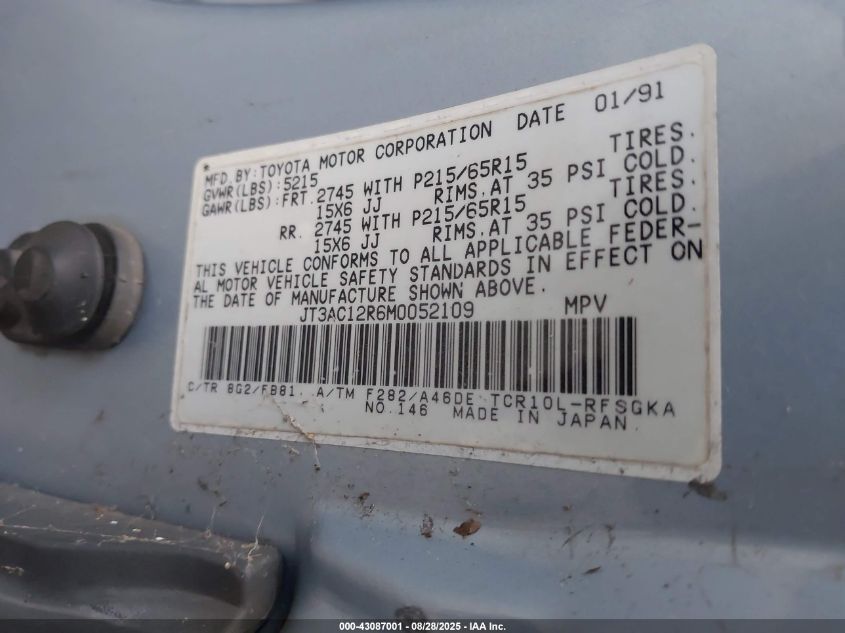 MFD. BY: TOYOTA MOTOR CORPORATION DATE 01/91
GVWR(LBS):5215
GAWR(LBS):FRT. 2745 WITH P215/65R15 TIRES.
15X6 JJ RIMS.AT 35 PSI COLD.
RR. 2745 WITH P215/65R15 TIRES.
15X6 JJ RIMS.AT 35 PSI COLD.
THIS VEHICLE CONFORMS TO ALL APPLICABLE FEDER-
AL MOTOR VEHICLE SAFETY STANDARDS IN EFFECT ON
THE DATE OF MANUFACTURE SHOWN ABOVE.
JT3AC12R6M0052109 MPV
C/TR 8G2/FB81. A/TM F282/A46DE TCR10L-RFSGKA
NO.146 MADE IN JAPAN
000-43087001 - 08/28/2025 - IAA Inc.